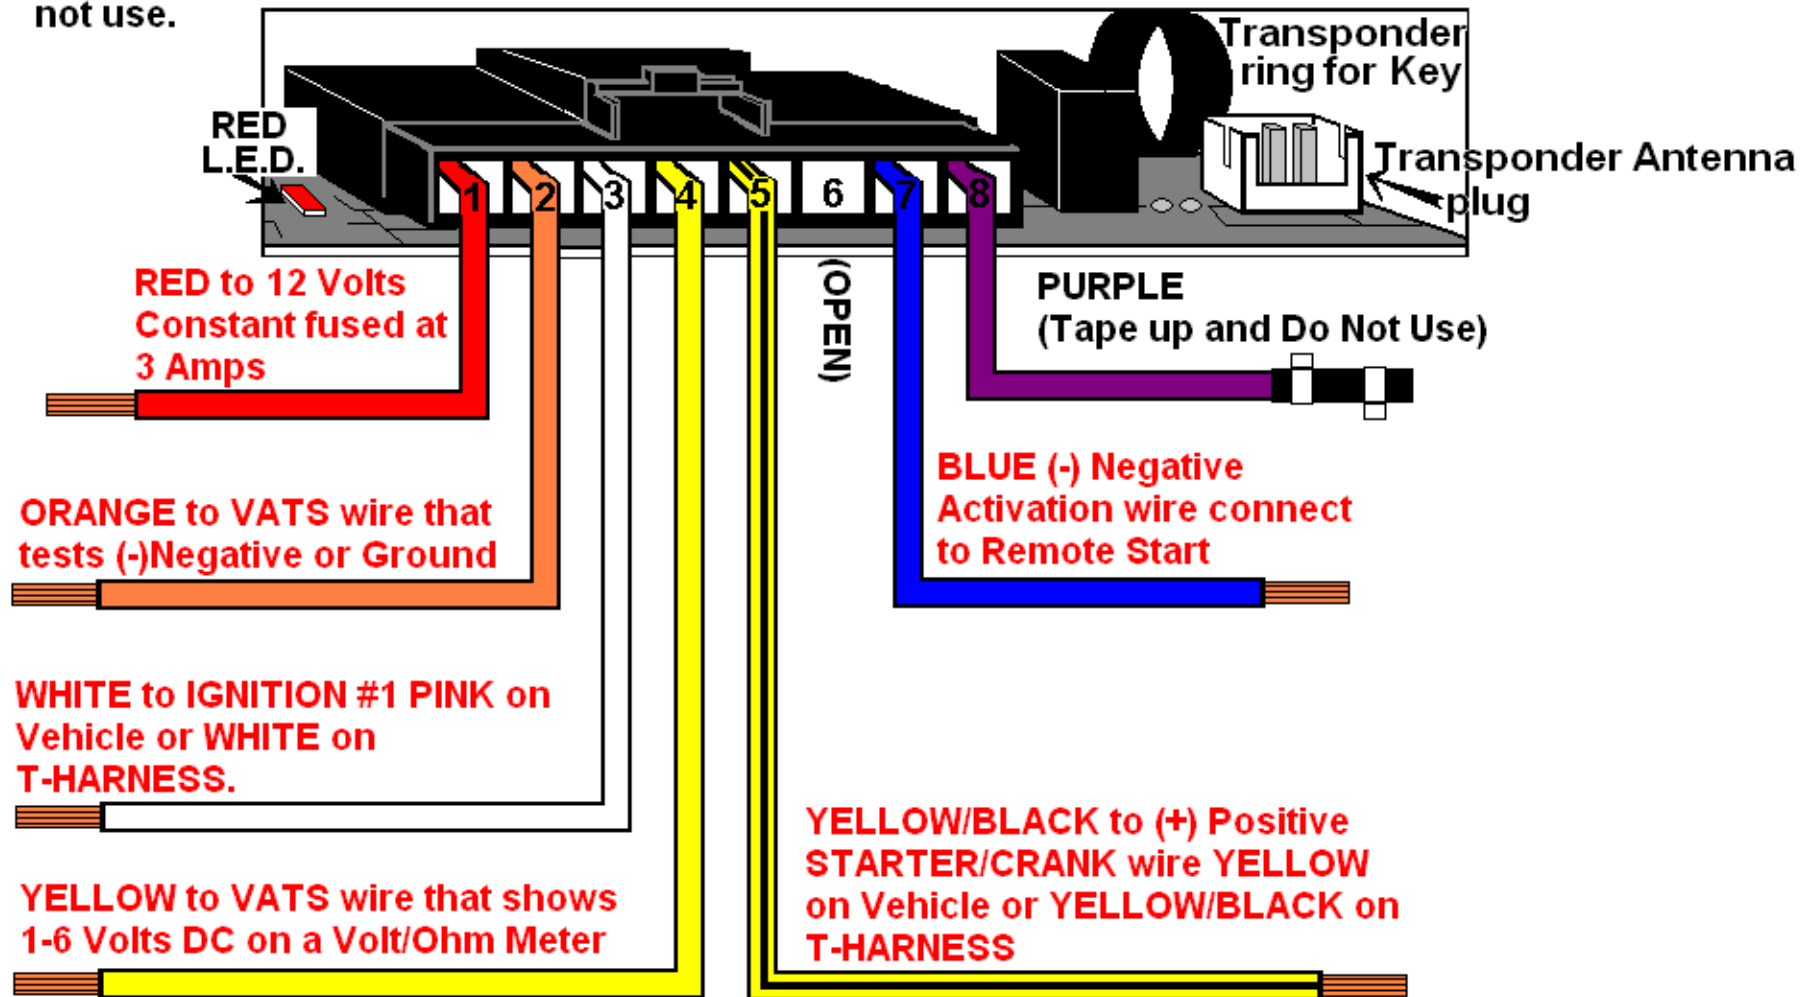 not use.
Transponder
ring for Key
RED
L.E.D.
Transponder Antenna
plug
1
2
3
4
5
6
7
8
(OPEN)
RED to 12 Volts
Constant fused at
3 Amps
PURPLE
(Tape up and Do Not Use)
ORANGE to VATS wire that
tests (-)Negative or Ground
BLUE (-) Negative
Activation wire connect
to Remote Start
WHITE to IGNITION #1 PINK on
Vehicle or WHITE on
T-HARNESS.
YELLOW to VATS wire that shows
1-6 Volts DC on a Volt/Ohm Meter
YELLOW/BLACK to (+) Positive
STARTER/CRANK wire YELLOW
on Vehicle or YELLOW/BLACK on
T-HARNESS